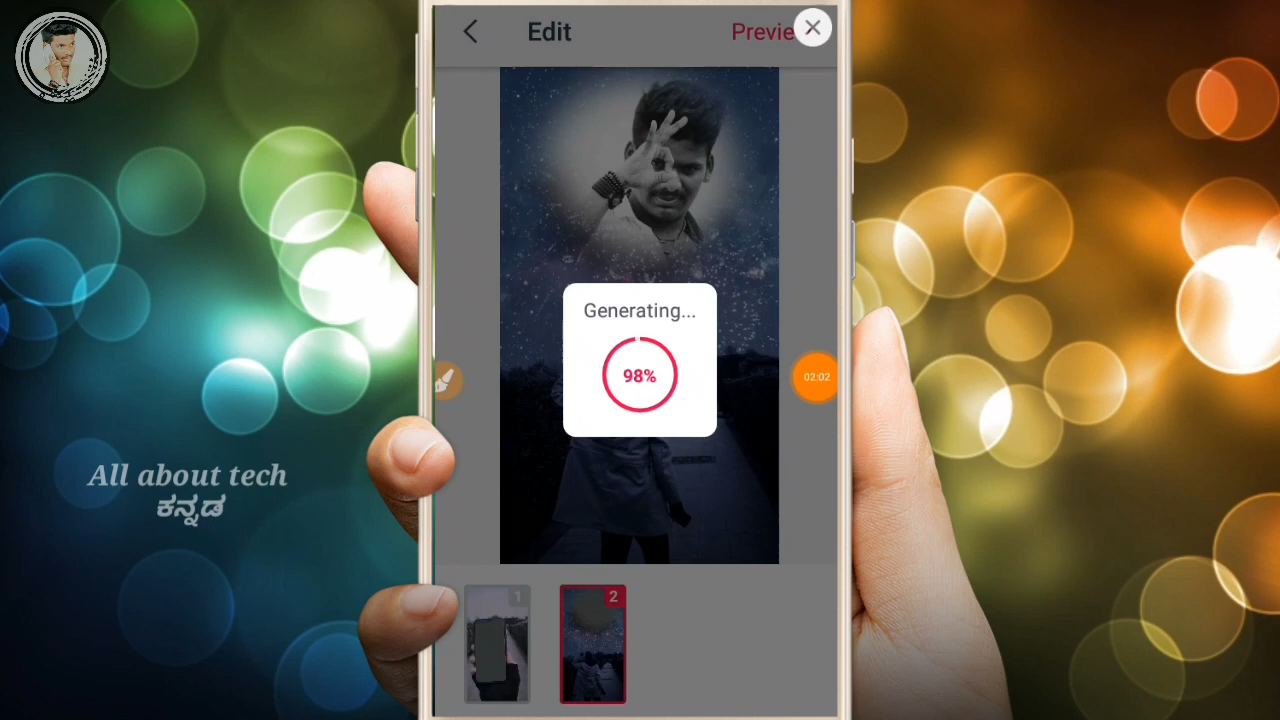 Edit
Previe
Generating...
98%
02:02
All about tech
ಕನ್ನಡ
1
2